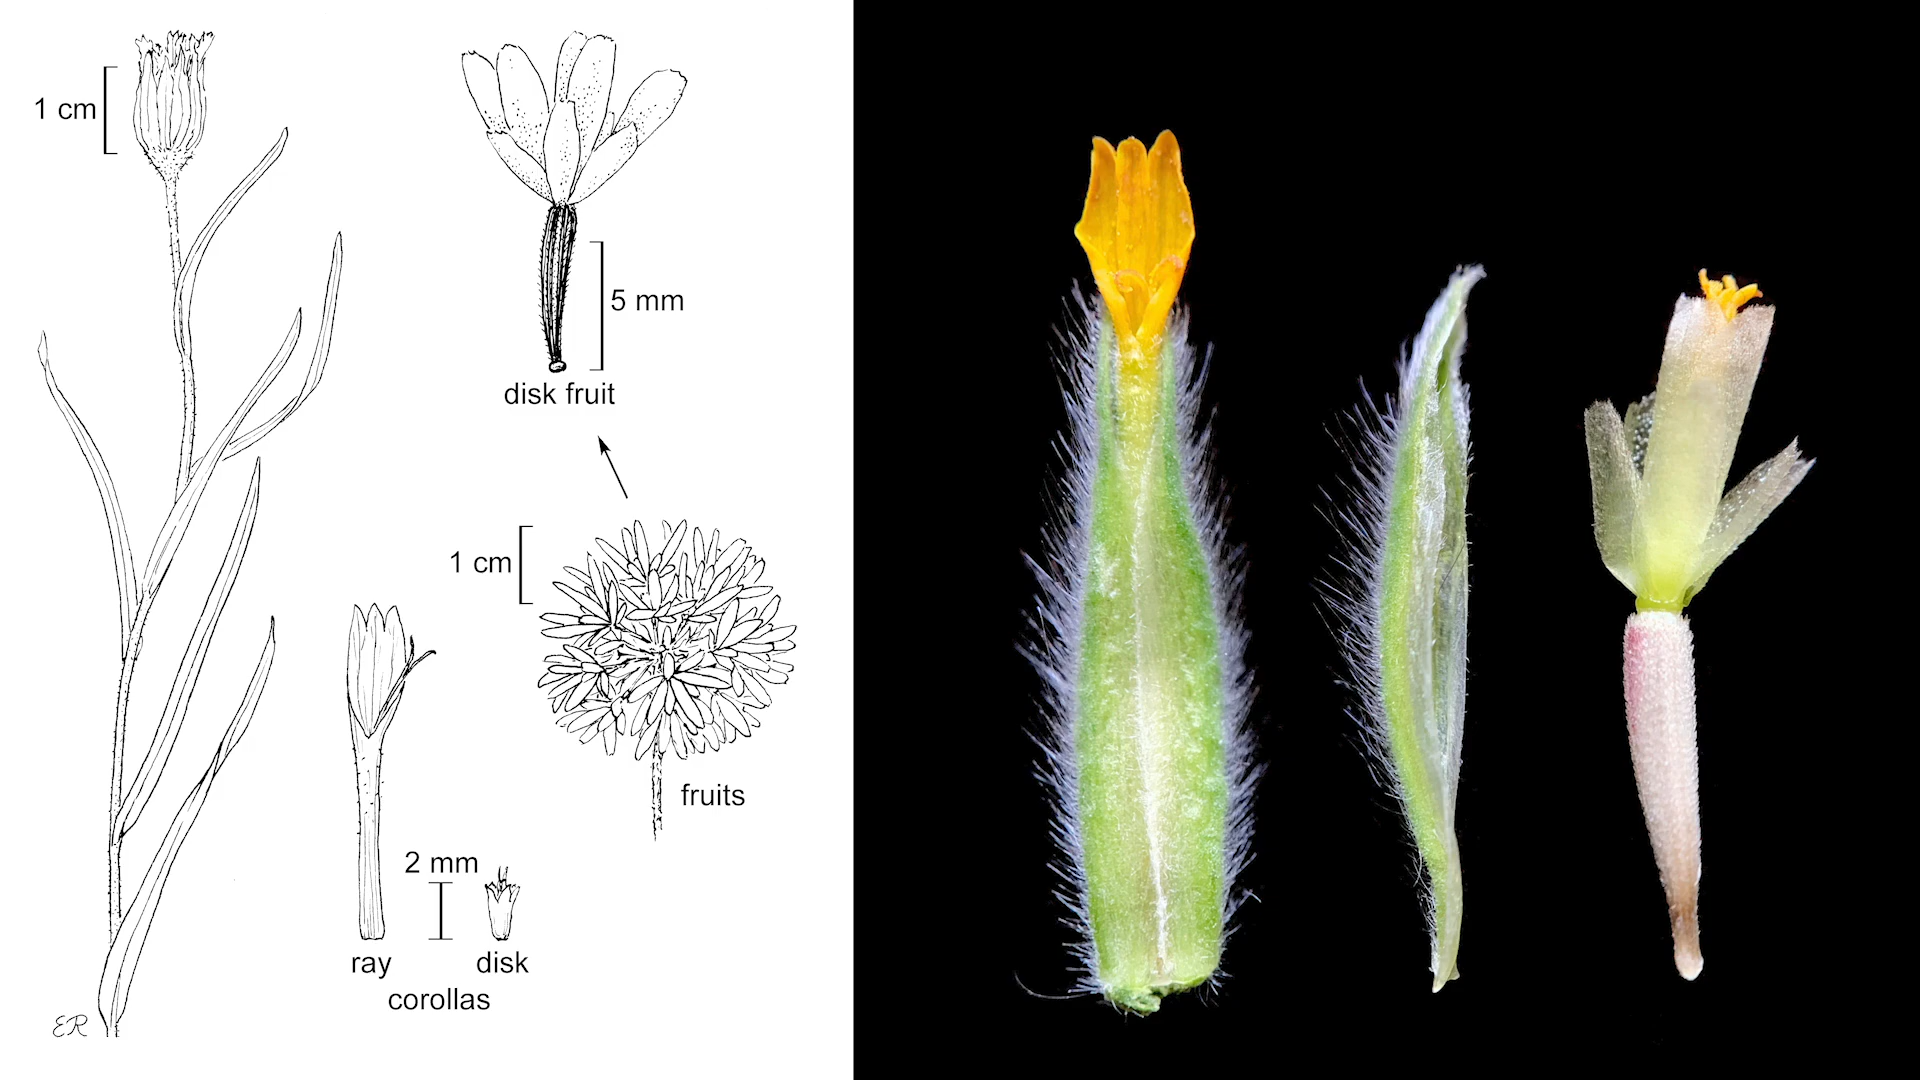 1 cm
5 mm
disk fruit
1 cm
fruits
2 mm
ray
disk
corollas
ER